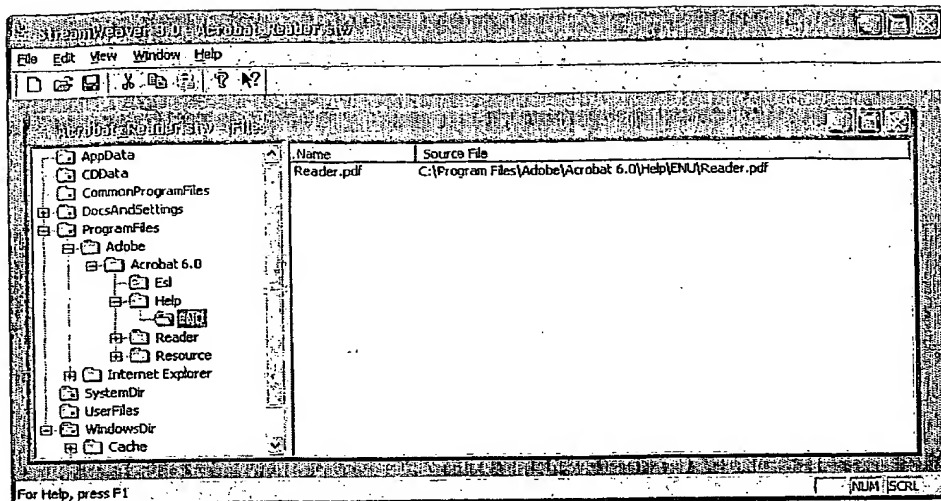 StreamWeaver 3.0 - Acrobat_Reader.stw
File Edit View Window Help
Acrobat_Reader.stw - Files
AppData
CDData
CommonProgramFiles
DocsAndSettings
ProgramFiles
Adobe
Acrobat 6.0
Esl
Help
ENU
Reader
Resource
Internet Explorer
SystemDir
UserFiles
WindowsDir
Cache
Name Source File
Reader.pdf C:\Program Files\Adobe\Acrobat 6.0\Help\ENU\Reader.pdf
For Help, press F1
NUM SCRL